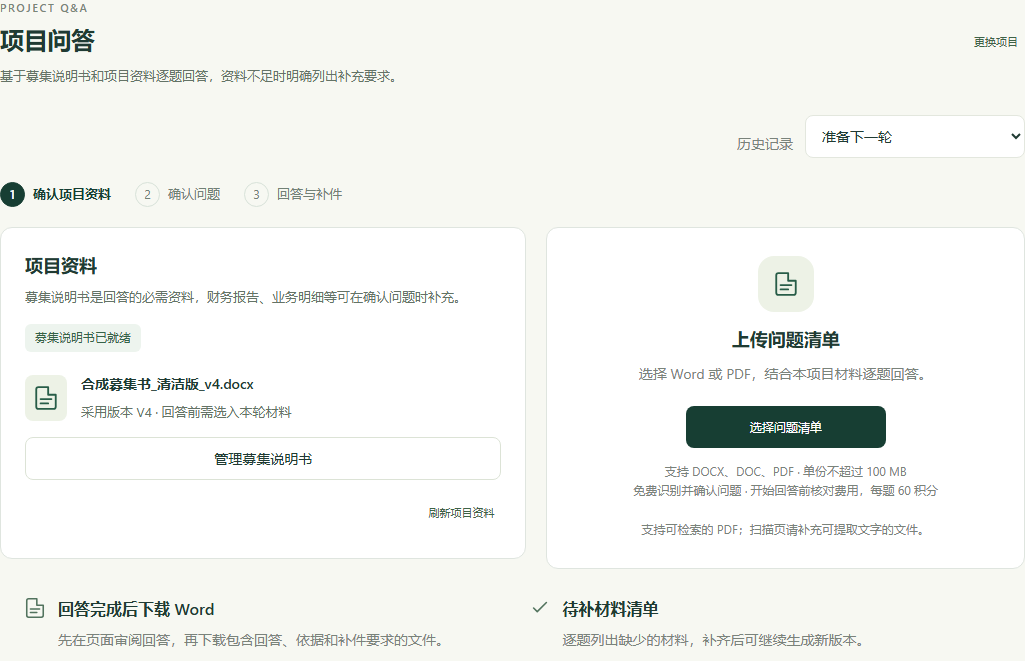 PROJECT Q&A
项目问答
更换项目
基于募集说明书和项目资料逐题回答，资料不足时明确列出补充要求。
历史记录
准备下一轮
1 确认项目资料 2 确认问题 3 回答与补件
项目资料
募集说明书是回答的必需资料，财务报告、业务明细等可在确认问题时补充。
募集说明书已就绪
合成募集书_清洁版_v4.docx
采用版本 V4 · 回答前需选入本轮材料
管理募集说明书
刷新项目资料
上传问题清单
选择 Word 或 PDF，结合本项目材料逐题回答。
选择问题清单
支持 DOCX、DOC、PDF · 单份不超过 100 MB
免费识别并确认问题 · 开始回答前核对费用，每题 60 积分
支持可检索的 PDF；扫描页请补充可提取文字的文件。
回答完成后下载 Word
先在页面审阅回答，再下载包含回答、依据和补件要求的文件。
待补材料清单
逐题列出缺少的材料，补齐后可继续生成新版本。